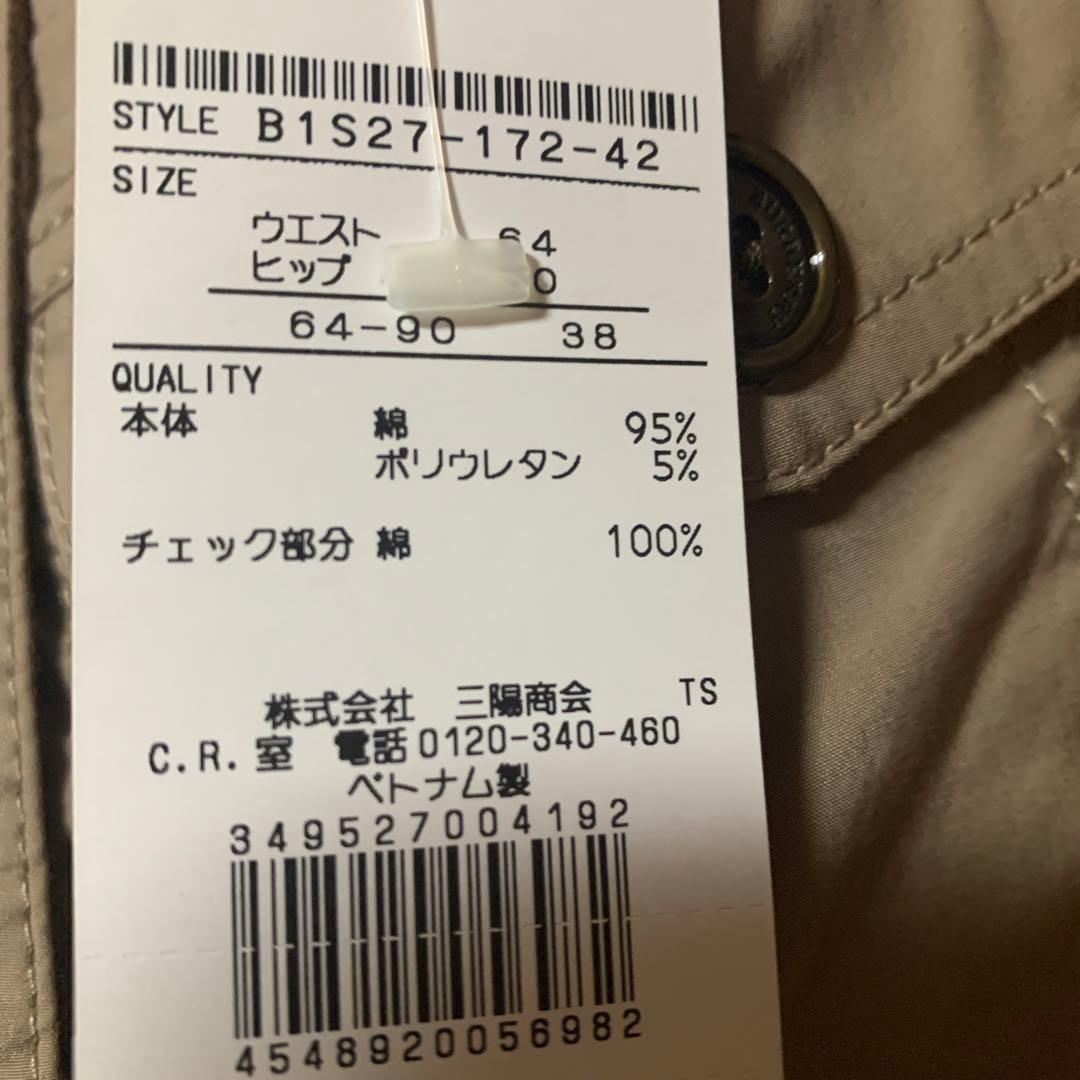 STYLE B1S27-172-42
SIZE
ウエスト 64
ヒップ 0
64-90 38
QUALITY
本体 綿 95%
ポリウレタン 5%
チェック部分 綿 100%
株式会社 三陽商会 TS
C.R.室 電話0120-340-460
ベトナム製
349527004192
4548920056982